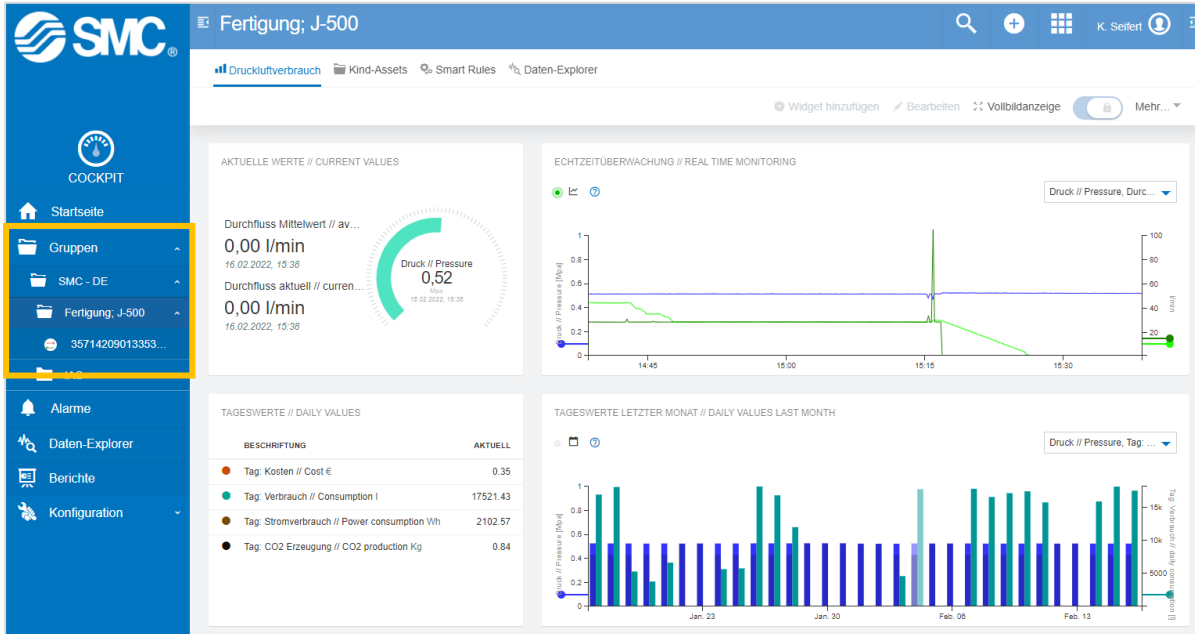 SMC®
Fertigung; J-500
K. Seifert
Druckluftverbrauch
Kind-Assets
Smart Rules
Daten-Explorer
Widget hinzufügen
Bearbeiten
Vollbildanzeige
Mehr...
COCKPIT
Startseite
Gruppen
SMC - DE
Fertigung; J-500
35714209013353...
Alarme
Daten-Explorer
Berichte
Konfiguration
AKTUELLE WERTE // CURRENT VALUES
Durchfluss Mittelwert // av...
0,00 l/min
16.02.2022, 15:38
Durchfluss aktuell // curren...
0,00 l/min
16.02.2022, 15:38
Druck // Pressure
0,52
Mpa
16.02.2022, 15:38
ECHTZEITÜBERWACHUNG // REAL TIME MONITORING
Druck // Pressure, Durc...
Druck // Pressure [Mpa]
1
0.8
0.6
0.4
0.2
0
100
80
60
40
20
l/min
14:45
15:00
15:15
15:30
TAGESWERTE // DAILY VALUES
BESCHRIFTUNG AKTUELL
Tag: Kosten // Cost € 0.35
Tag: Verbrauch // Consumption l 17521.43
Tag: Stromverbrauch // Power consumption Wh 2102.57
Tag: CO2 Erzeugung // CO2 production Kg 0.84
TAGESWERTE LETZTER MONAT // DAILY VALUES LAST MONTH
Druck // Pressure, Tag: ...
Druck // Pressure [Mpa]
1
0.8
0.6
0.4
0.2
0
15k
10k
5000
0
Tag: Verbrauch // daily consumption [l]
Jan. 23
Jan. 30
Feb. 06
Feb. 13